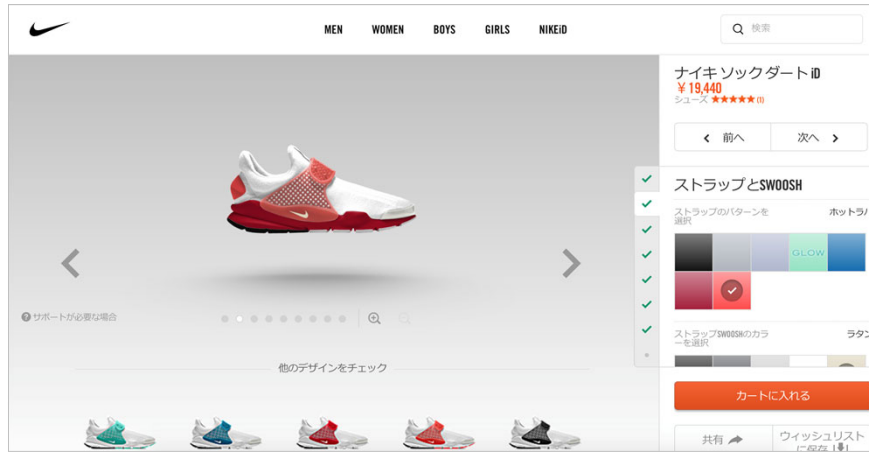 MEN WOMEN BOYS GIRLS NIKEiD
検索
ナイキ ソック ダート iD
¥ 19,440
シューズ ★★★★★ (1)
前へ 次へ
ストラップとSWOOSH
ストラップのパターンを
選択
ホットラバ
GLOW
サポートが必要な場合
ストラップSWOOSHのカラ
ーを選択
ラタン
他のデザインをチェック
カートに入れる
共有
ウィッシュリスト
に保存